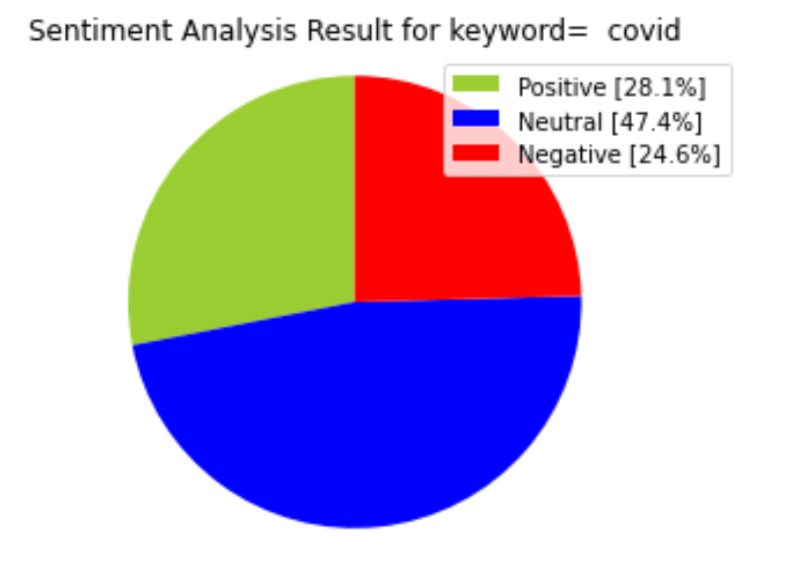 Sentiment Analysis Result for keyword=  covid
Positive [28.1%]
Neutral [47.4%]
Negative [24.6%]